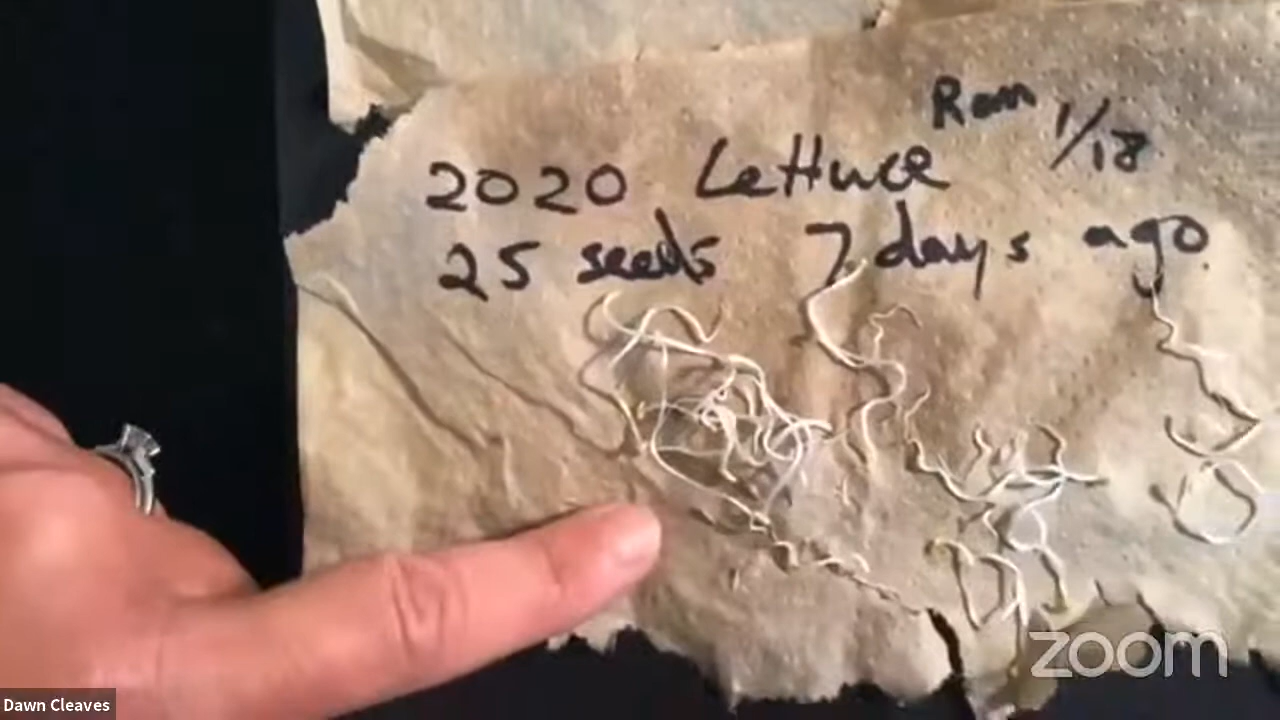 Rom 1/18
2020 Lettuce
25 seeds 7 days ago
zoom
Dawn Cleaves